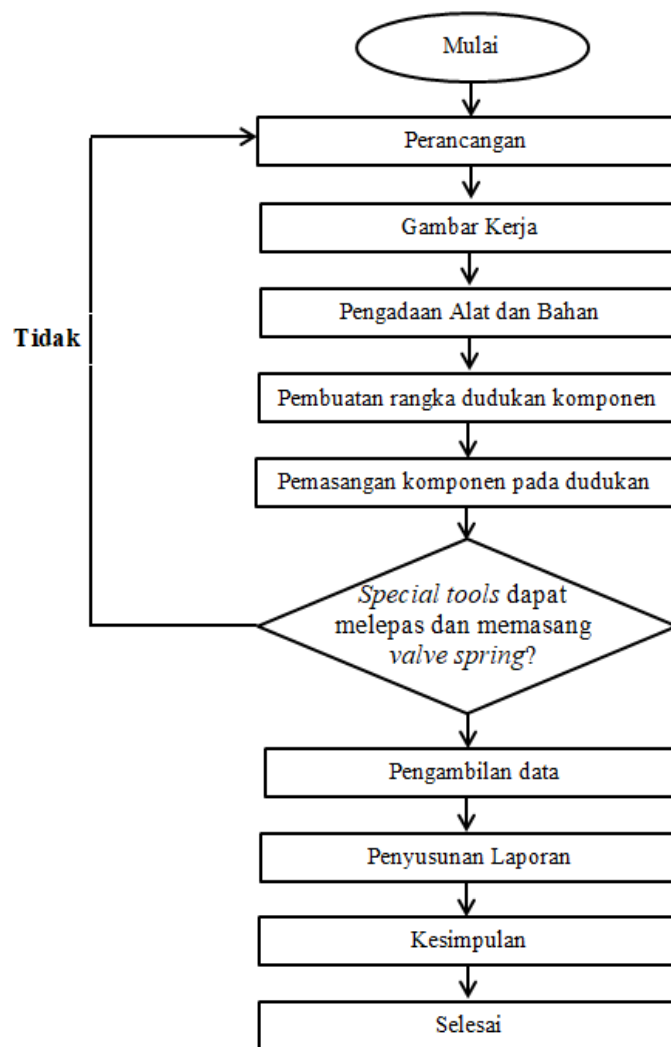 Mulai
Perancangan
Gambar Kerja
Pengadaan Alat dan Bahan
Tidak
Pembuatan rangka dudukan komponen
Pemasangan komponen pada dudukan
Special tools dapat
melepas dan memasang
valve spring?
Pengambilan data
Penyusunan Laporan
Kesimpulan
Selesai